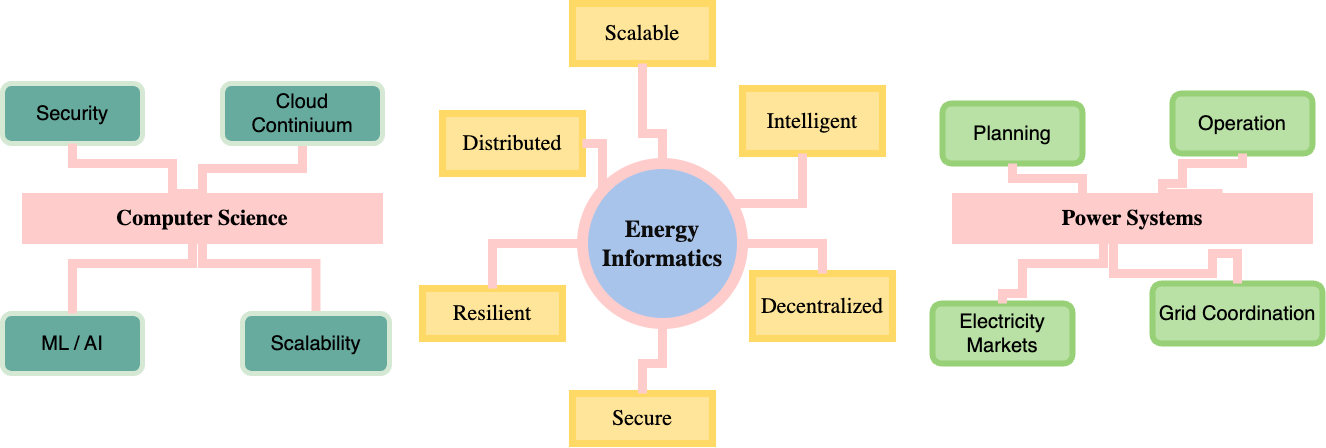 Security
Cloud
Continiuum
Computer Science
ML / AI
Scalability
Scalable
Distributed
Intelligent
Energy
Informatics
Resilient
Decentralized
Secure
Planning
Operation
Power Systems
Electricity
Markets
Grid Coordination